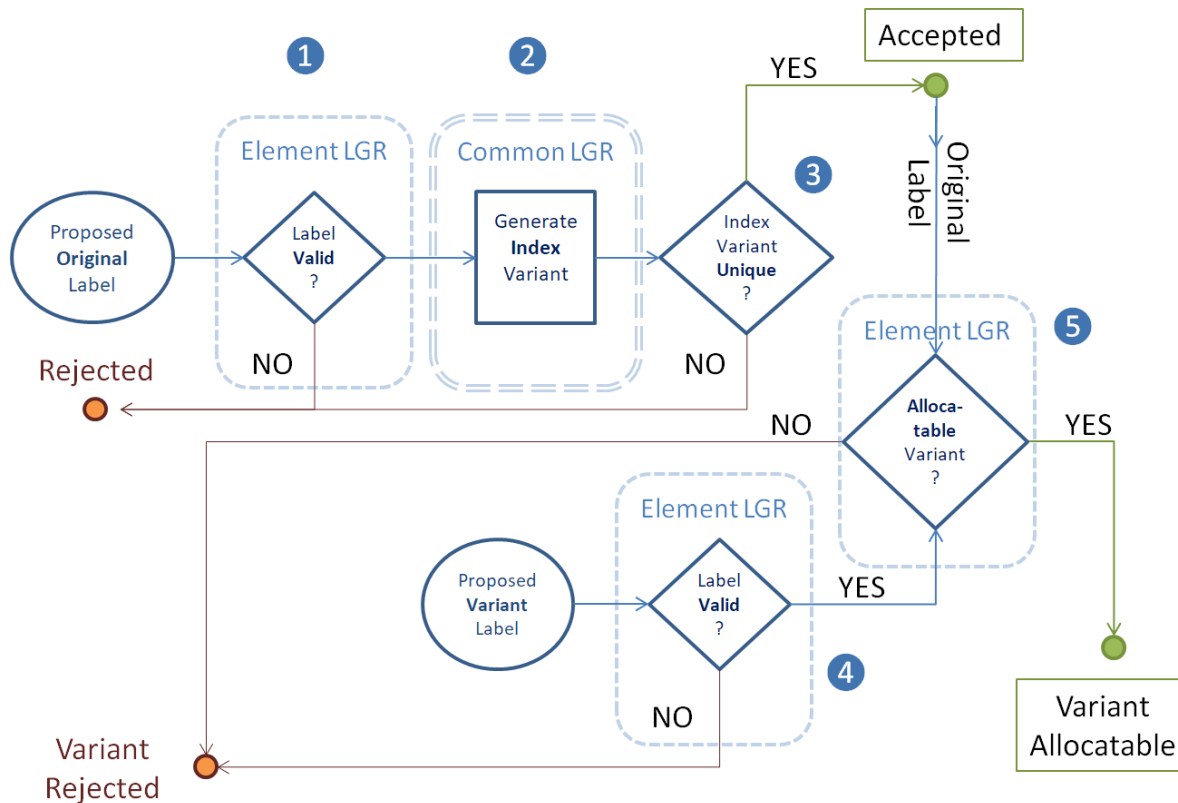 1
2
Accepted
YES
Element LGR
Common LGR
3
Original
Label
Proposed
Original
Label
Label
Valid
?
Generate
Index
Variant
Index
Variant
Unique
?
NO
NO
Rejected
Element LGR
5
Alloca-
table
Variant
?
NO
YES
Element LGR
Proposed
Variant
Label
Label
Valid
?
YES
4
NO
Variant
Rejected
Variant
Allocatable